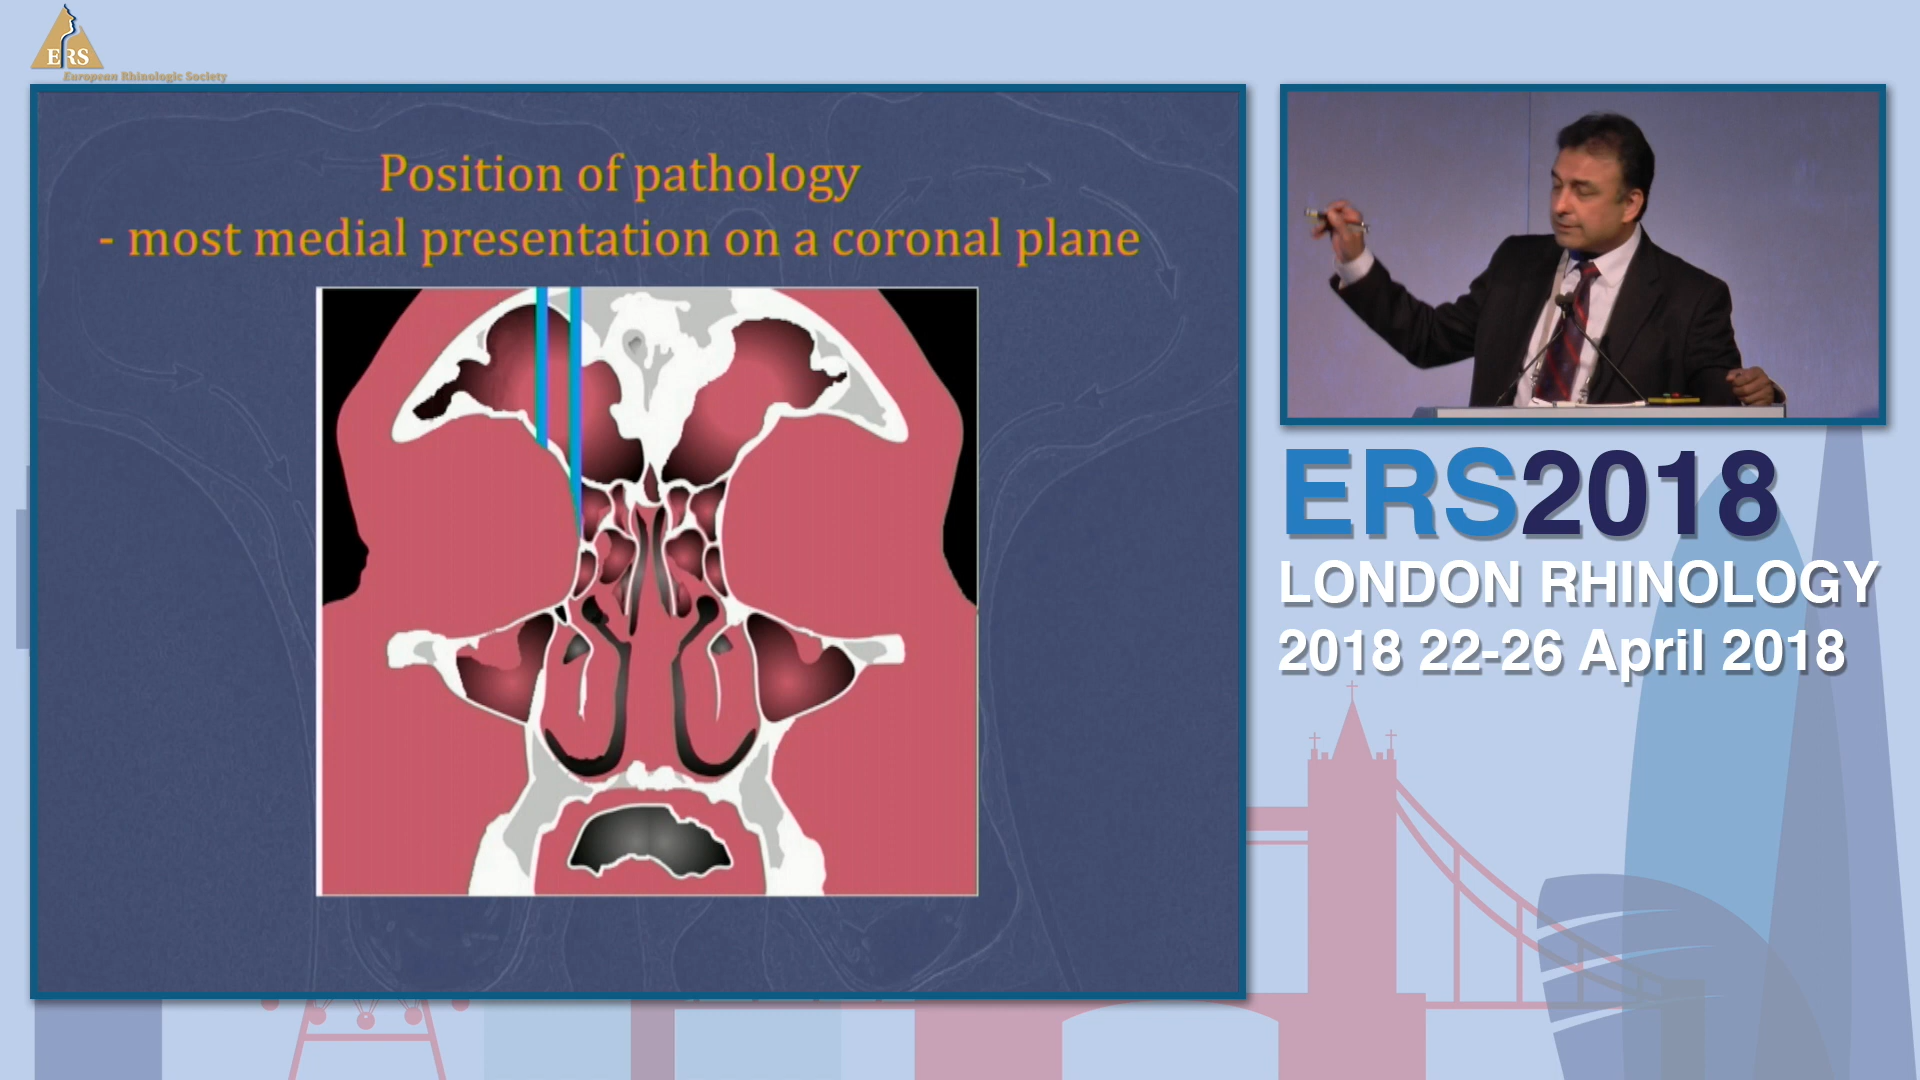 ERS
European Rhinologic Society
Position of pathology
- most medial presentation on a coronal plane
ERS2018
LONDON RHINOLOGY
2018 22-26 April 2018